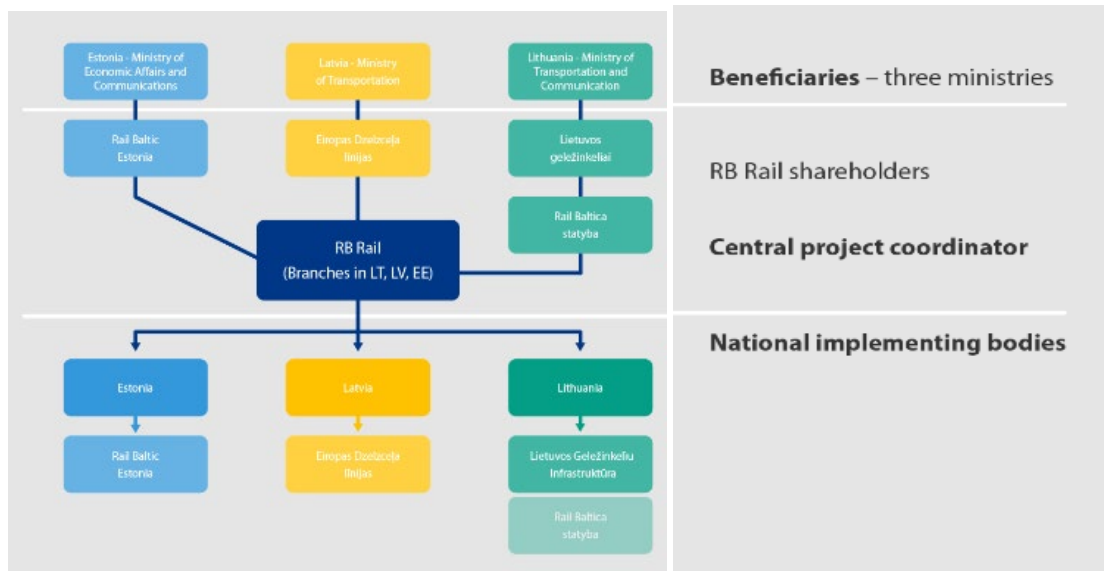 Estonia - Ministry of
Economic Affairs and
Communications
Latvia - Ministry
of Transportation
Lithuania - Ministry of
Transportation and
Communication
Beneficiaries – three ministries
Rail Baltic
Estonia
Eiropas Dzelzceļa
līnijas
Lietuvos
geležinkeliai
RB Rail shareholders
Rail Baltica
statyba
RB Rail
(Branches in LT, LV, EE)
Central project coordinator
National implementing bodies
Estonia
Latvia
Lithuania
Rail Baltic
Estonia
Eiropas Dzelzceļa
līnijas
Lietuvos Geležinkeliu
Infrastruktūra
Rail Baltica
statyba